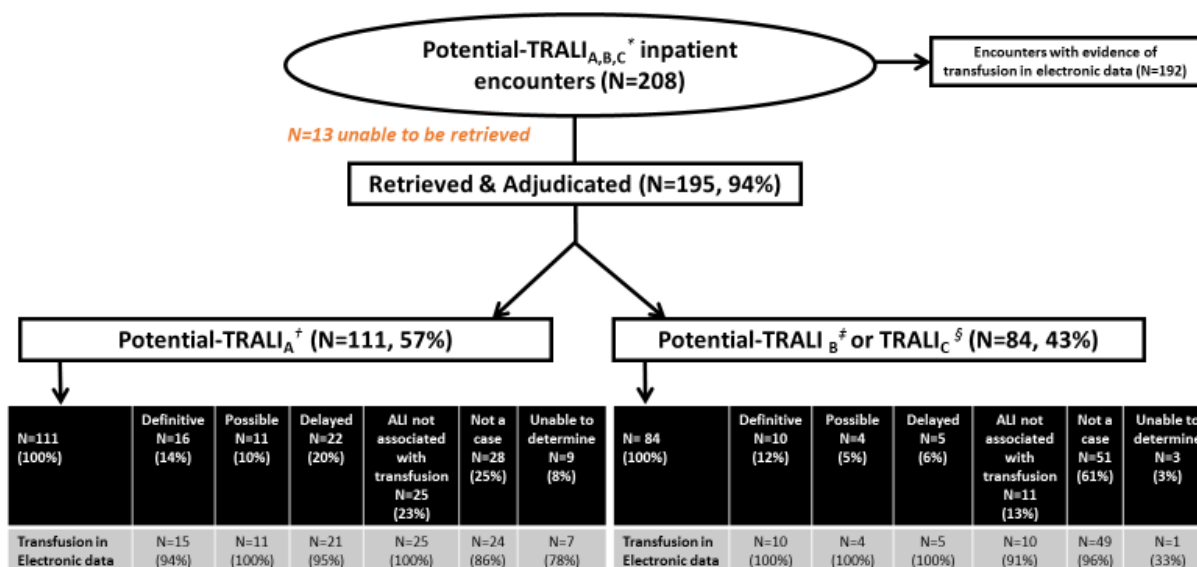 Potential-TRALIA,B,C* inpatient
encounters (N=208)
Encounters with evidence of
transfusion in electronic data (N=192)
N=13 unable to be retrieved
Retrieved & Adjudicated (N=195, 94%)
Potential-TRALIA† (N=111, 57%)
Potential-TRALI B‡ or TRALIC § (N=84, 43%)
N=111
(100%)
Definitive
N=16
(14%)
Possible
N=11
(10%)
Delayed
N=22
(20%)
ALI not
associated
with
transfusion
N=25
(23%)
Not a
case
N=28
(25%)
Unable to
determine
N=9
(8%)
Transfusion in
Electronic data
N=15
(94%)
N=11
(100%)
N=21
(95%)
N=25
(100%)
N=24
(86%)
N=7
(78%)
N= 84
(100%)
Definitive
N=10
(12%)
Possible
N=4
(5%)
Delayed
N=5
(6%)
ALI not
associated
with
transfusion
N=11
(13%)
Not a
case
N=51
(61%)
Unable to
determine
N=3
(3%)
Transfusion in
Electronic data
N=10
(100%)
N=4
(100%)
N=5
(100%)
N=10
(91%)
N=49
(96%)
N=1
(33%)